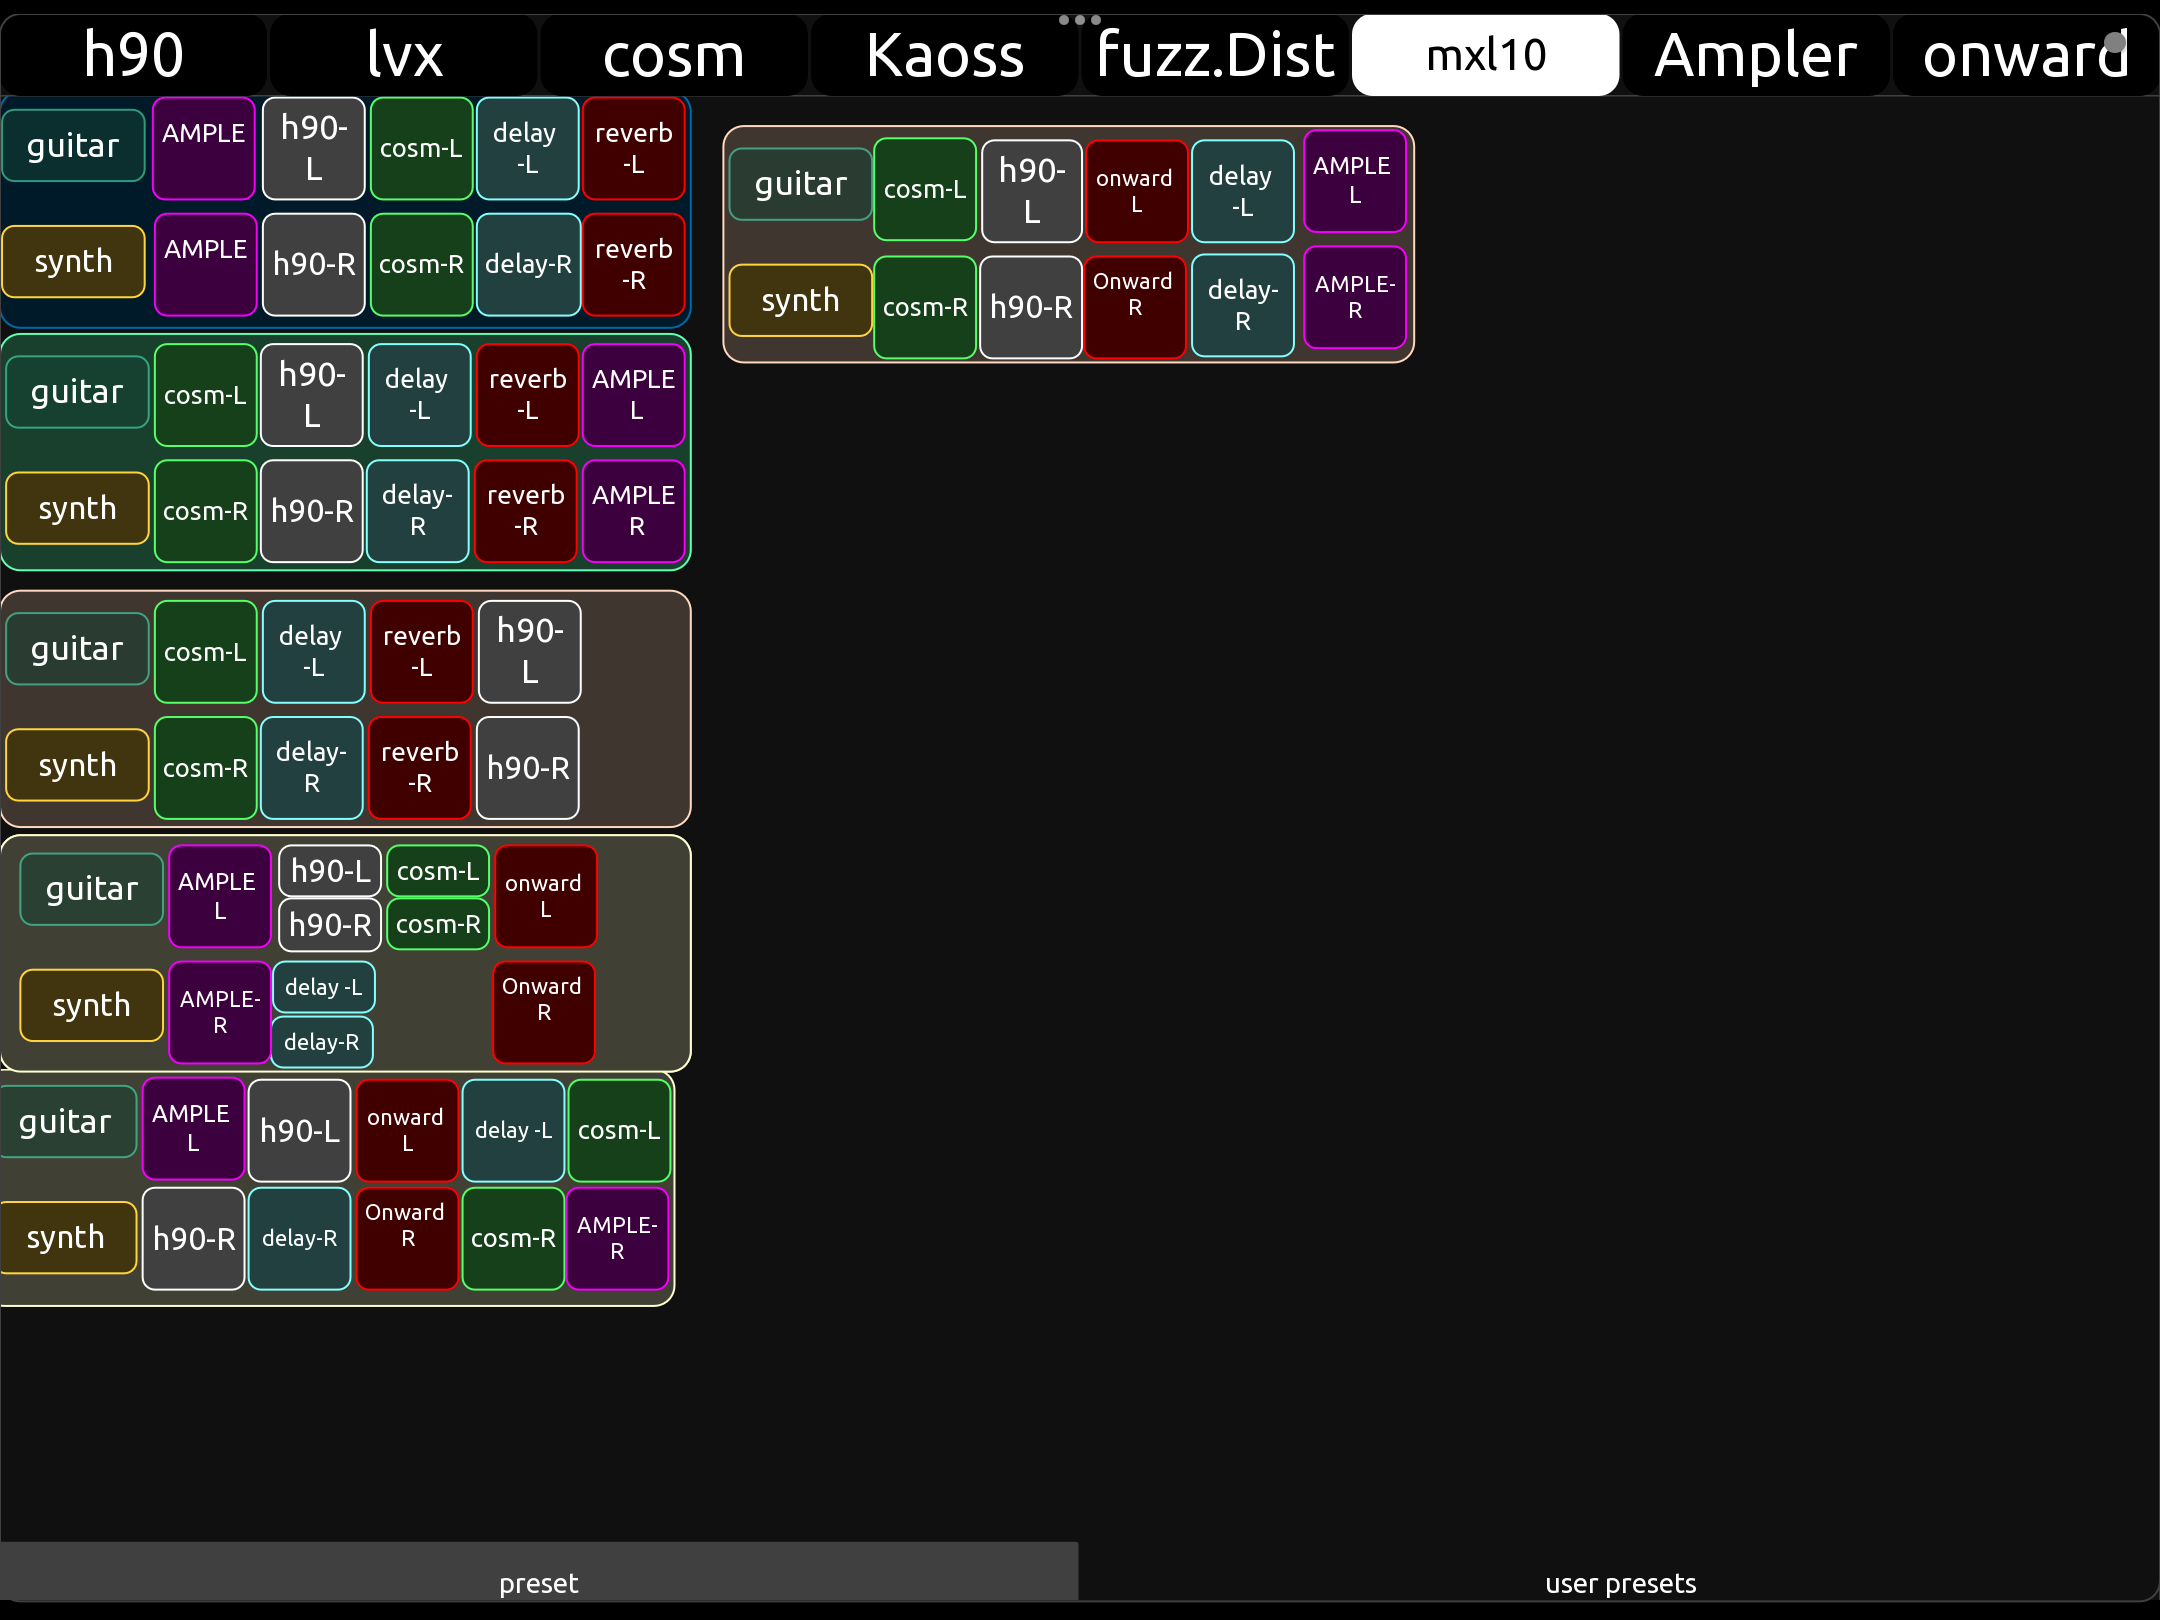 h90 lvx cosm Kaoss fuzz.Dist mxl10 Ampler onward
guitar AMPLE h90- cosm-L delay reverb
L -L -L
synth AMPLE h90-R cosm-R delay-R reverb
-R
guitar cosm-L h90- delay reverb AMPLE
L -L -L L
synth cosm-R h90-R delay- reverb AMPLE
R -R R
guitar cosm-L delay reverb h90-
-L -L L
synth cosm-R delay- reverb h90-R
R -R
guitar AMPLE h90-L cosm-L onward
L h90-R cosm-R L
synth AMPLE- delay -L Onward
R delay-R R
guitar AMPLE h90-L onward delay -L cosm-L
L L
synth h90-R delay-R Onward cosm-R AMPLE-
R R
guitar cosm-L h90- onward delay AMPLE
L L -L L
synth cosm-R h90-R Onward delay- AMPLE-
R R R
preset user presets